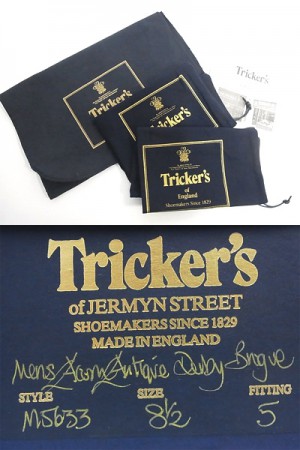 Tricker's
Tricker's
of
England
Shoemakers Since 1829
Tricker's
of JERMYN STREET
SHOEMAKERS SINCE 1829
MADE IN ENGLAND
Mens Acorn Antique Derby Brogue
STYLE SIZE FITTING
M5633 8½ 5